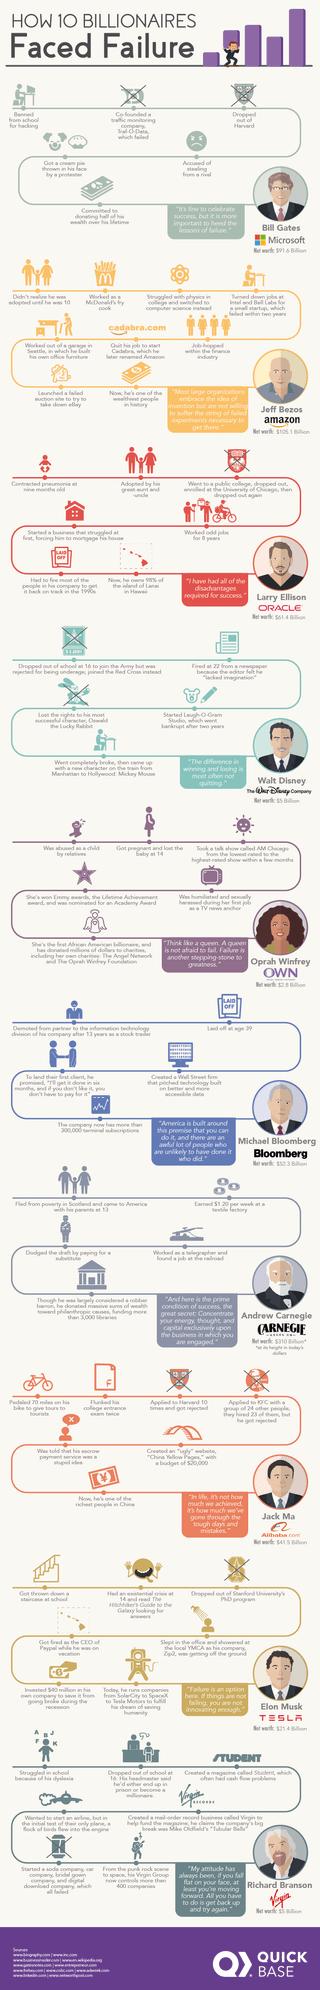 HOW 10 BILLIONAIRES
Faced Failure
Banned
from school
for hacking
Co-founded a
traffic monitoring
company,
Traf-O-Data,
which failed
Dropped
out of
Harvard
Got a cream pie
thrown in his face
by a protester
Accused of
stealing
from a rival
Committed to
donating half of his
wealth over his lifetime
"It's fine to celebrate
success, but it is more
important to heed the
lessons of failure."
Bill Gates
Microsoft
Net worth: $91.6 Billion
Didn't realize he was
adopted until he was 10
Worked as a
McDonald's fry
cook
Struggled with physics in
college and switched to
computer science instead
Turned down jobs at
Intel and Bell Labs for
a small startup, which
failed within two years
cadabra.com
Worked out of a garage in
Seattle, in which he built
his own office furniture
Quit his job to start
Cadabra, which he
later renamed Amazon
Job-hopped
within the finance
industry
Launched a failed
auction site to try to
take down eBay
Now, he's one of the
wealthiest people
in history
"Most large organizations
embrace the idea of
invention but are not willing
to suffer the string of failed
experiments necessary to
get there."
Jeff Bezos
amazon
Net worth: $105.1 Billion
Contracted pneumonia at
nine months old
Adopted by his
great-aunt and
-uncle
Went to a public college, dropped out,
enrolled at the University of Chicago, then
dropped out again
Started a business that struggled at
first, forcing him to mortgage his house
Worked odd jobs
for 8 years
LAID
OFF
Had to fire most of the
people in his company to get
it back on track in the 1990s
Now, he owns 98% of
the island of Lanai
in Hawaii
"I have had all of the
disadvantages
required for success."
Larry Ellison
ORACLE
Net worth: $61.4 Billion
Dropped out of school at 16 to join the Army but was
rejected for being underage; joined the Red Cross instead
Fired at 22 from a newspaper
because the editor felt he
"lacked imagination"
Lost the rights to his most
successful character, Oswald
the Lucky Rabbit
Started Laugh-O-Gram
Studio, which went
bankrupt after two years
Went completely broke, then came up
with a new character on the train from
Manhattan to Hollywood: Mickey Mouse
"The difference in
winning and losing is
most often not
quitting."
Walt Disney
The Walt Disney Company
Net worth: $5 Billion
Was abused as a child
by relatives
Got pregnant and lost the
baby at 14
Took a talk show called AM Chicago
from the lowest-rated to the
highest-rated show within a few months
She's won Emmy awards, the Lifetime Achievement
award, and was nominated for an Academy Award
Was humiliated and sexually
harassed during her first job
as a TV news anchor
She's the first African American billionaire, and
has donated millions of dollars to charities,
including her own charities: The Angel Network
and The Oprah Winfrey Foundation
"Think like a queen. A queen
is not afraid to fail. Failure is
another stepping-stone to
greatness."
Oprah Winfrey
OWN
Net worth: $2.8 Billion
LAID
OFF
Demoted from partner to the information technology
division of his company after 13 years as a stock trader
Laid off at age 39
To land their first client, he
promised, "I'll get it done in six
months, and if you don't like it, you
don't have to pay for it"
Created a Wall Street firm
that pitched technology built
on better and more
accessible data
The company now has more than
300,000 terminal subscriptions
"America is built around
this premise that you can
do it, and there are an
awful lot of people who
are unlikely to have done it
who did."
Michael Bloomberg
Bloomberg
Net worth: $52.3 Billion
Fled from poverty in Scotland and came to America
with his parents at 13
Earned $1.20 per week at a
textile factory
Dodged the draft by paying for a
substitute
Worked as a telegrapher and
found a job at the railroad
Though he was largely considered a robber
barron, he donated massive sums of wealth
toward philanthropic causes, funding more
than 3,000 libraries
"And here is the prime
condition of success, the
great secret: Concentrate
your energy, thought, and
capital exclusively upon
the business in which you
are engaged."
Andrew Carnegie
CARNEGIE
Net worth: $310 Billion*
*at its height in today's
dollars
F
Pedaled 70 miles on his
bike to give tours to
tourists
Flunked his
college entrance
exam twice
Applied to Harvard 10
times and got rejected
Applied to KFC with a
group of 24 other people,
they hired 23 of them, but
he got rejected
Was told that his escrow
payment service was a
stupid idea
Created an "ugly" website,
"China Yellow Pages," with
a budget of $20,000
Now, he's one of the
richest people in China
"In life, it's not how
much we achieved,
it's how much we've
gone through the
tough days and
mistakes."
Jack Ma
Alibaba.com
Net worth: $41.5 Billion
Got thrown down a
staircase at school
Had an existential crisis at
14 and read The
Hitchhiker's Guide to the
Galaxy looking for
answers
Dropped out of Stanford University's
PhD program
Got fired as the CEO of
Paypal while he was on
vacation
Slept in the office and showered at
the local YMCA as his company,
Zip2, was getting off the ground
Invested $40 million in his
own company to save it from
going broke during the
recession
Today, he runs companies
from SolarCity to SpaceX
to Tesla Motors to fulfill
his dream of saving
humanity
"Failure is an option
here. If things are not
failing, you are not
innovating enough."
Elon Musk
TESLA
Net worth: $21.4 Billion
A B J
F K
STUDENT
Struggled in school
because of his dyslexia
Dropped out of school at
16. His headmaster said
he'd either end up in
prison or become a
millionaire.
Created a magazine called Student, which
often had cash flow problems
Virgin
RECORDS
Wanted to start an airline, but in
the initial test of their only plane, a
flock of birds flew into the engine
Created a mail-order record business called Virgin to
help fund the magazine, he claims the company's big
break was Mike Oldfield's "Tubular Bells"
Started a soda company, car
company, bridal gown
company, and digital
download company, which
all failed
From the punk rock scene
to space, his Virgin Group
now controls more than
400 companies
"My attitude has
always been, if you fall
flat on your face, at
least you're moving
forward. All you have
to do is get back up
and try again."
Richard Branson
Virgin
Net worth: $5 Billion
Sources:
QUICK
BASE